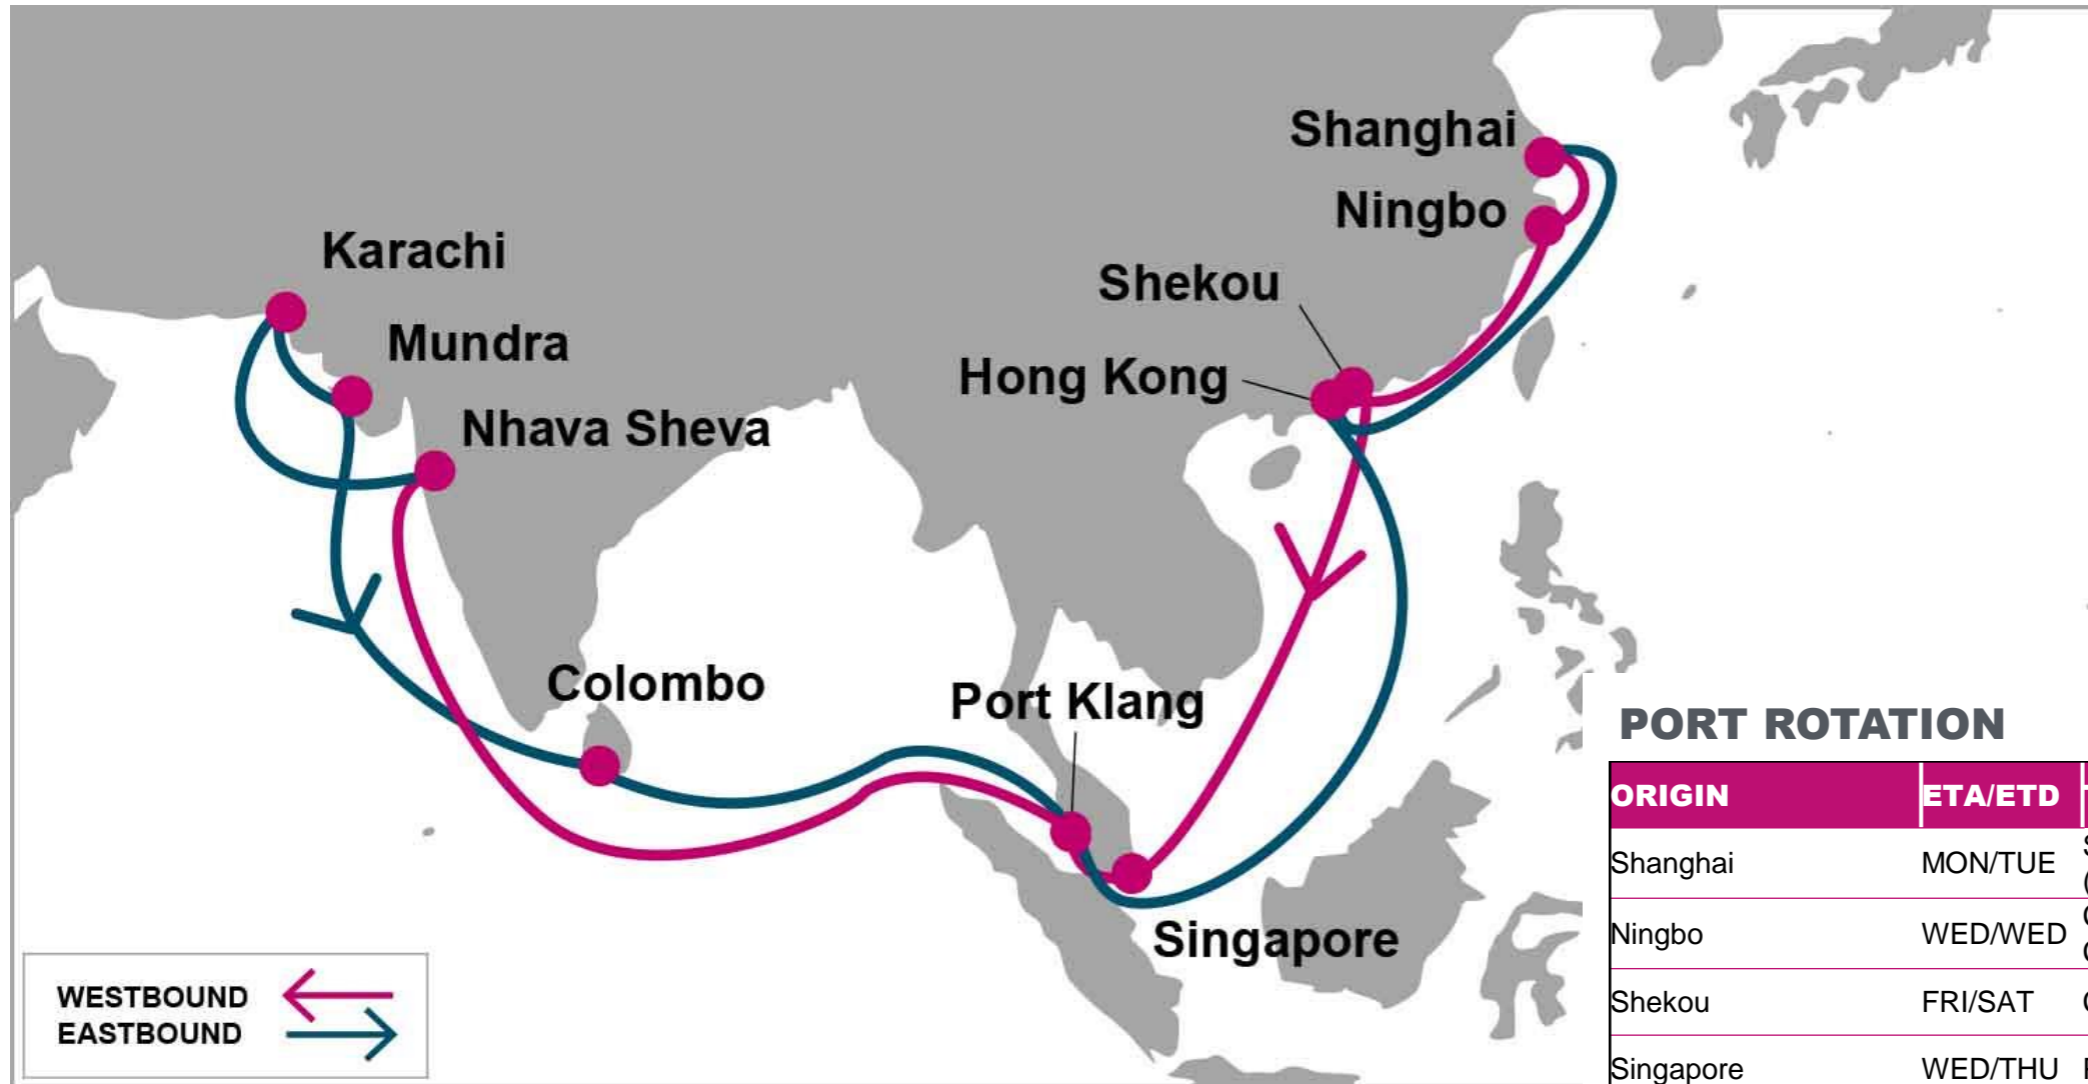 Shanghai
Ningbo
Karachi
Shekou
Mundra
Hong Kong
Nhava Sheva
Colombo
Port Klang
Singapore
WESTBOUND
EASTBOUND
PORT ROTATION
ORIGIN ETA/ETD
Shanghai MON/TUE
Ningbo WED/WED
Shekou FRI/SAT
Singapore WED/THU